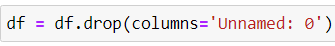 df = df.drop(columns='Unnamed: 0')